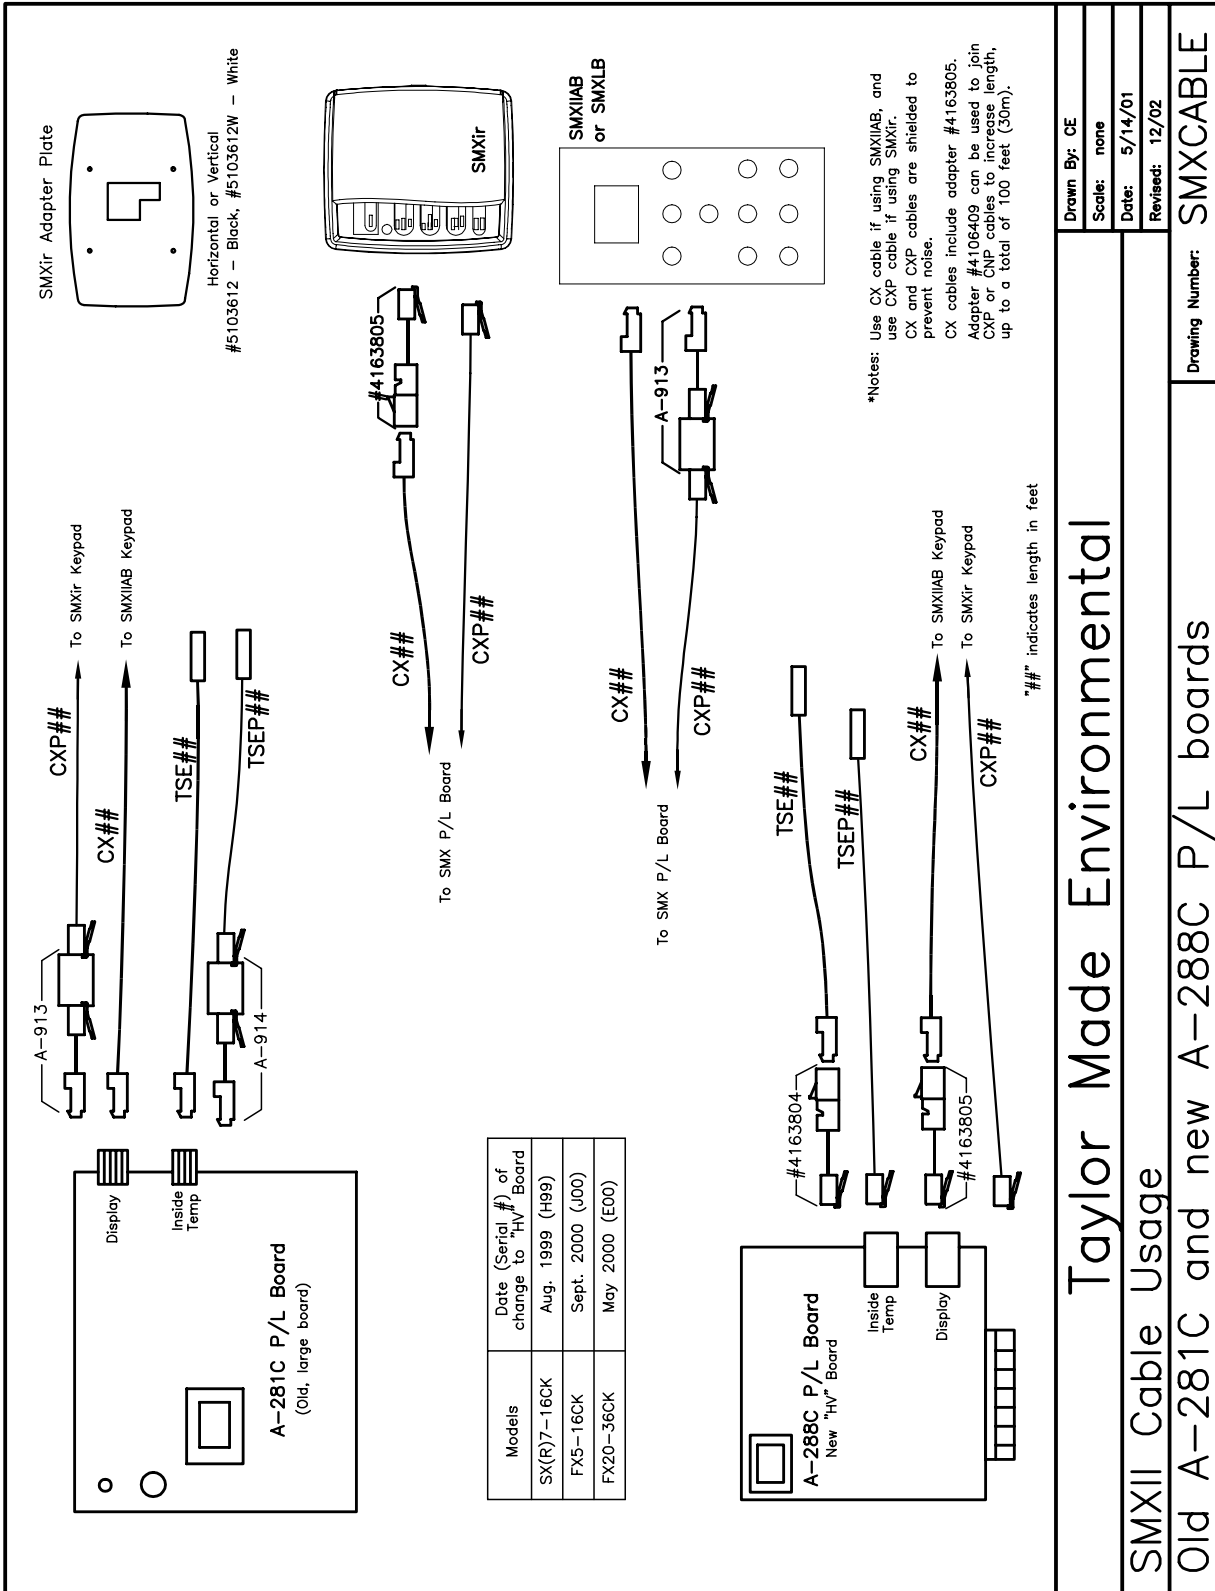 A-913
CXP##
To SMXir Keypad
CX##
To SMXIIAB Keypad
TSE##
TSEP##
A-914
Display
Inside
Temp
A-281C P/L Board
(Old, large board)
SMXir Adapter Plate
Horizontal or Vertical
#5103612 - Black, #5103612W - White
SMXir
#4163805
CX##
CXP##
To SMX P/L Board
Models
Date (Serial #) of
change to "HV" Board
SX(R)7-16CK
Aug. 1999 (H99)
FX5-16CK
Sept. 2000 (J00)
FX20-36CK
May 2000 (E00)
SMXIIAB
or SMXLB
A-913
CX##
CXP##
To SMX P/L Board
A-288C P/L Board
New "HV" Board
Inside
Temp
Display
#4163804
TSE##
TSEP##
#4163805
CX##
To SMXIIAB Keypad
CXP##
To SMXir Keypad
*Notes: Use CX cable if using SMXIIAB, and
use CXP cable if using SMXir.
CX and CXP cables are shielded to
prevent noise.
CX cables include adapter #4163805.
Adapter #4106409 can be used to join
CXP or CNP cables to increase length,
up to a total of 100 feet (30m).
"##" indicates length in feet
Taylor Made Environmental
Drawn By: CE
Scale: none
Date: 5/14/01
Revised: 12/02
SMXII Cable Usage
Old A-281C and new A-288C P/L boards
Drawing Number:
SMXCABLE